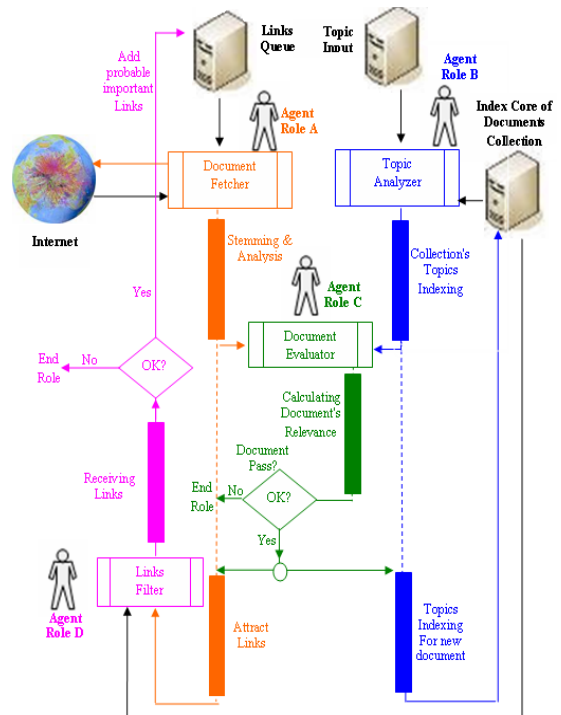 Links
Queue
Topic
Input
Add
probable
important
Links
Agent
Role A
Agent
Role B
Index Core of
Documents
Collection
Document
Fetcher
Topic
Analyzer
Internet
Stemming &
Analysis
Collection's
Topics
Indexing
Agent
Role C
Yes
Document
Evaluator
End
Role
No
OK?
Calculating
Document's
Relevance
Document
Pass?
Receiving
Links
End
Role
No
OK?
Yes
Links
Filter
Agent
Role D
Attract
Links
Topics
Indexing
For new
document